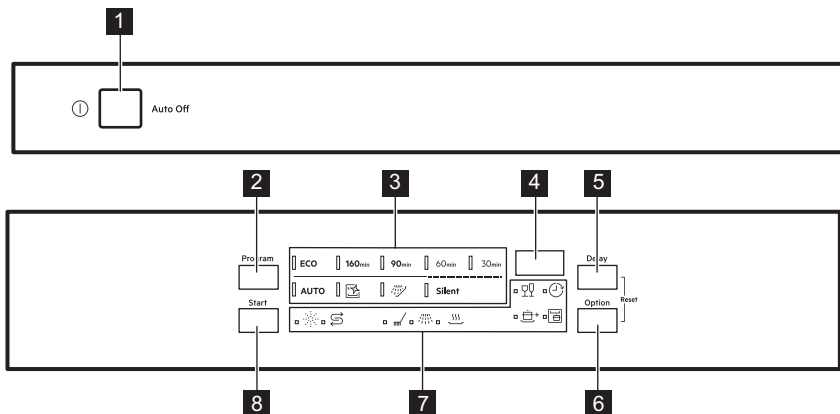 1
Auto Off
2
3
4
5
Program
ECO 160min 90min 60min 30min
Delay
AUTO Silent
Reset
Start
Option
8
7
6